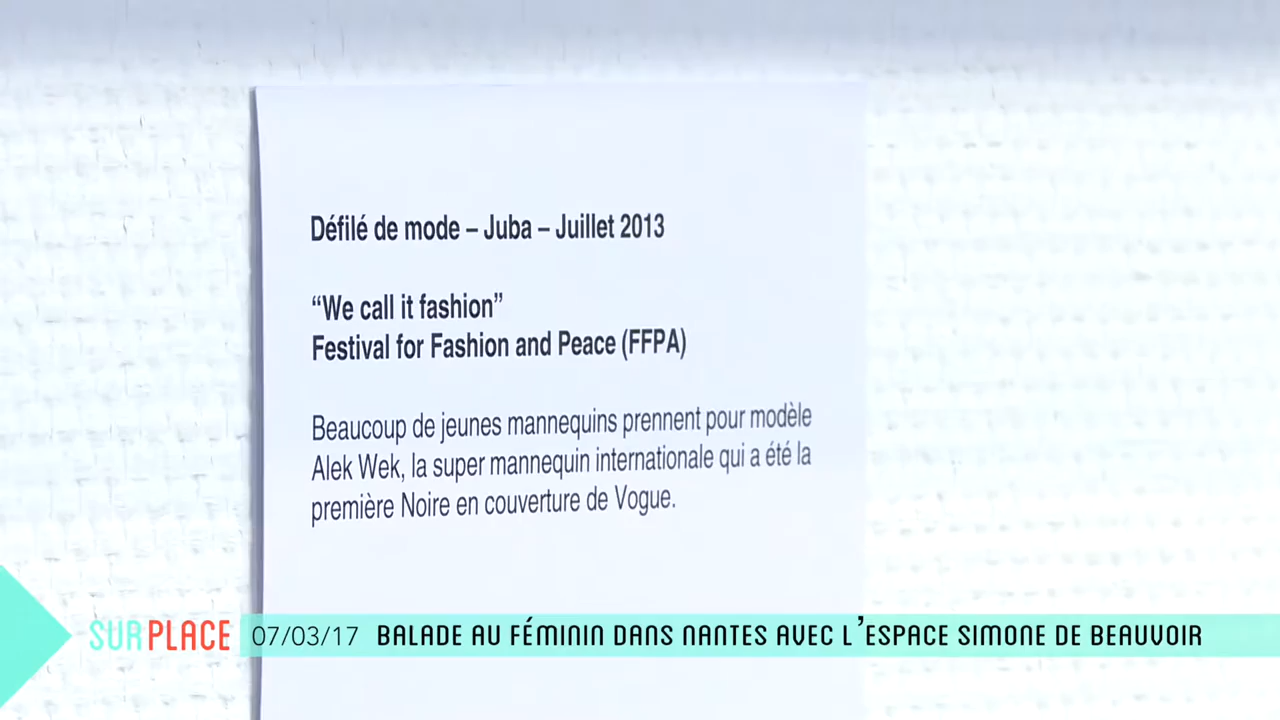 Défilé de mode – Juba – Juillet 2013
“We call it fashion”
Festival for Fashion and Peace (FFPA)
Beaucoup de jeunes mannequins prennent pour modèle
Alek Wek, la super mannequin internationale qui a été la
première Noire en couverture de Vogue.
SUR PLACE 07/03/17 BALADE AU FÉMININ DANS NANTES AVEC L'ESPACE SIMONE DE BEAUVOIR